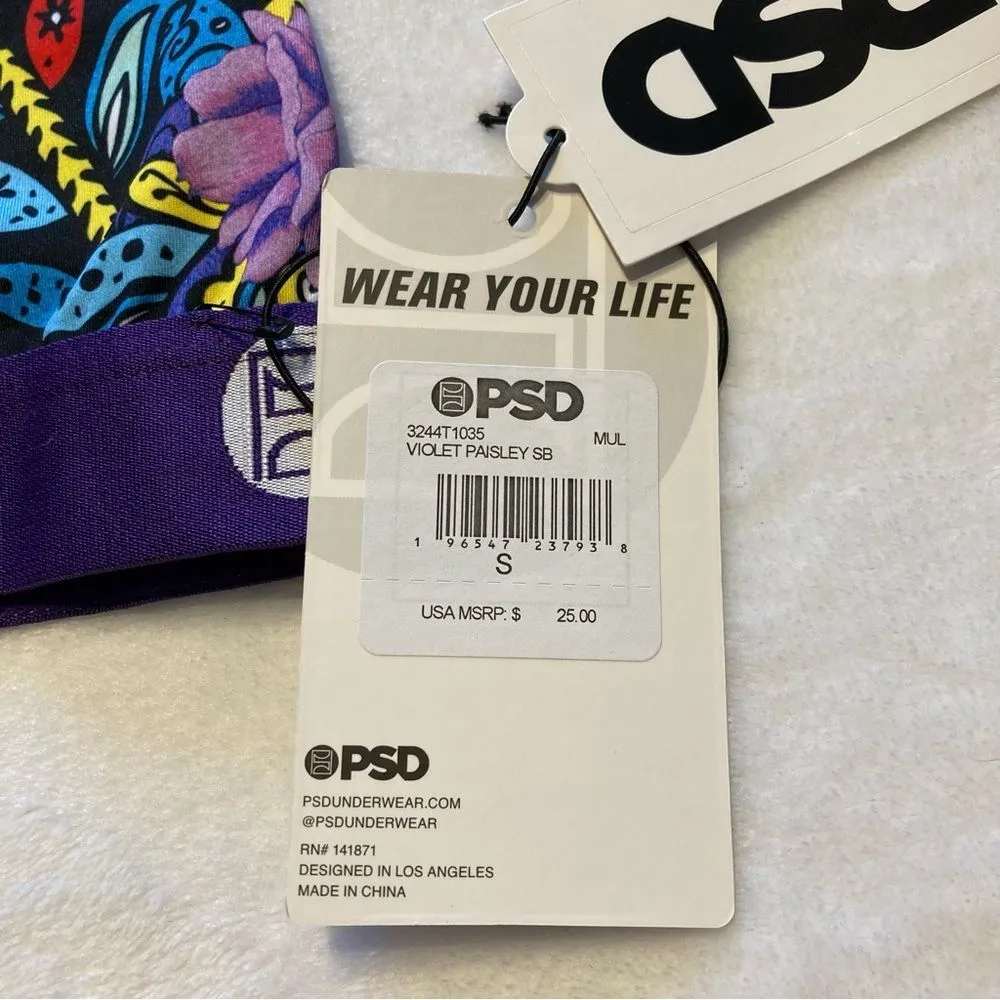 PSD
WEAR YOUR LIFE
PSD
3244T1035 MUL
VIOLET PAISLEY SB
1 96547 23793 8
S
USA MSRP: $ 25.00
PSD
PSDUNDERWEAR.COM
@PSDUNDERWEAR
RN# 141871
DESIGNED IN LOS ANGELES
MADE IN CHINA